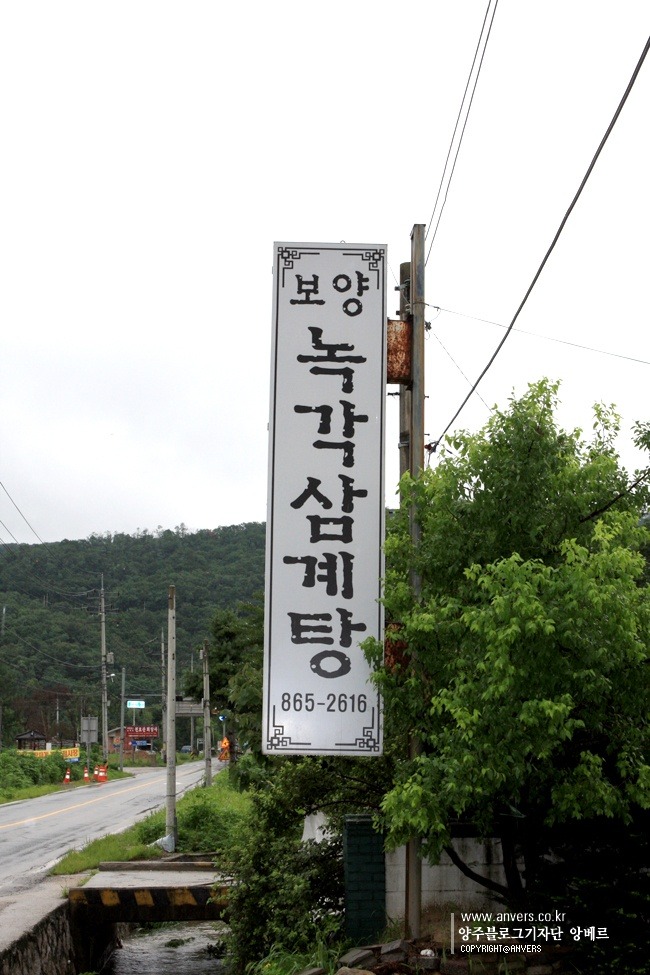 보양
녹각삼계탕
865-2616
www.anvers.co.kr
양주블로그기자단 앙베르
COPYRIGHT@ANVERS